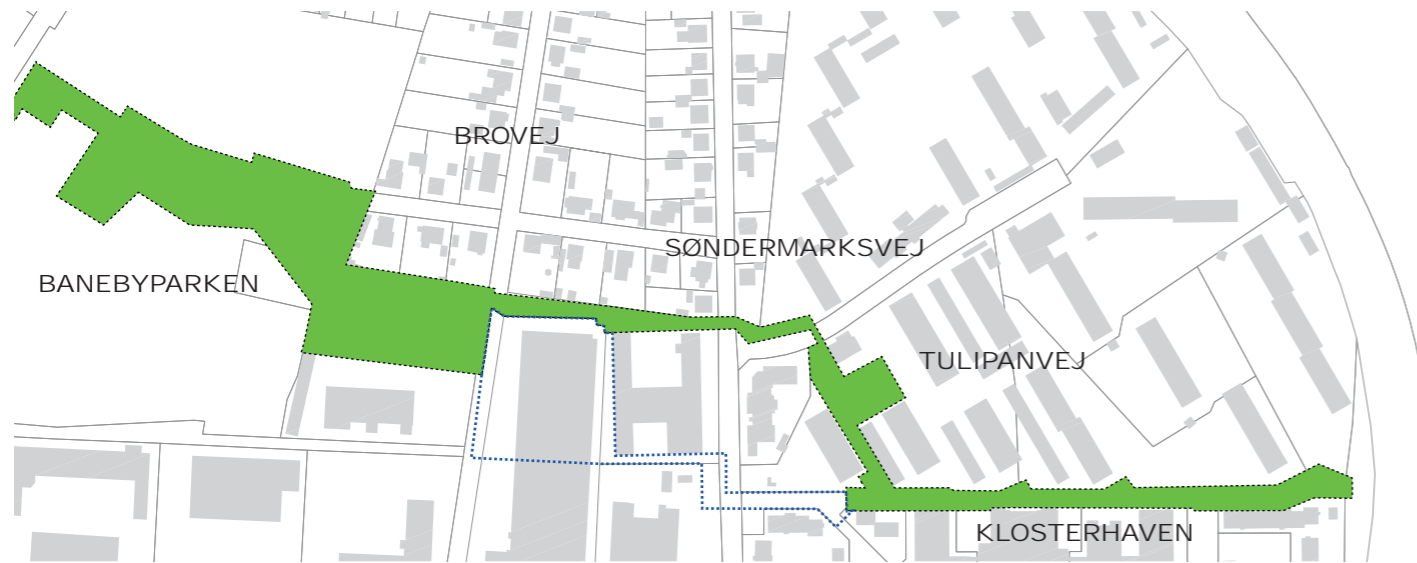 BROVEJ
SØNDERMARKSVEJ
BANEBYPARKEN
TULIPANVEJ
KLOSTERHAVEN